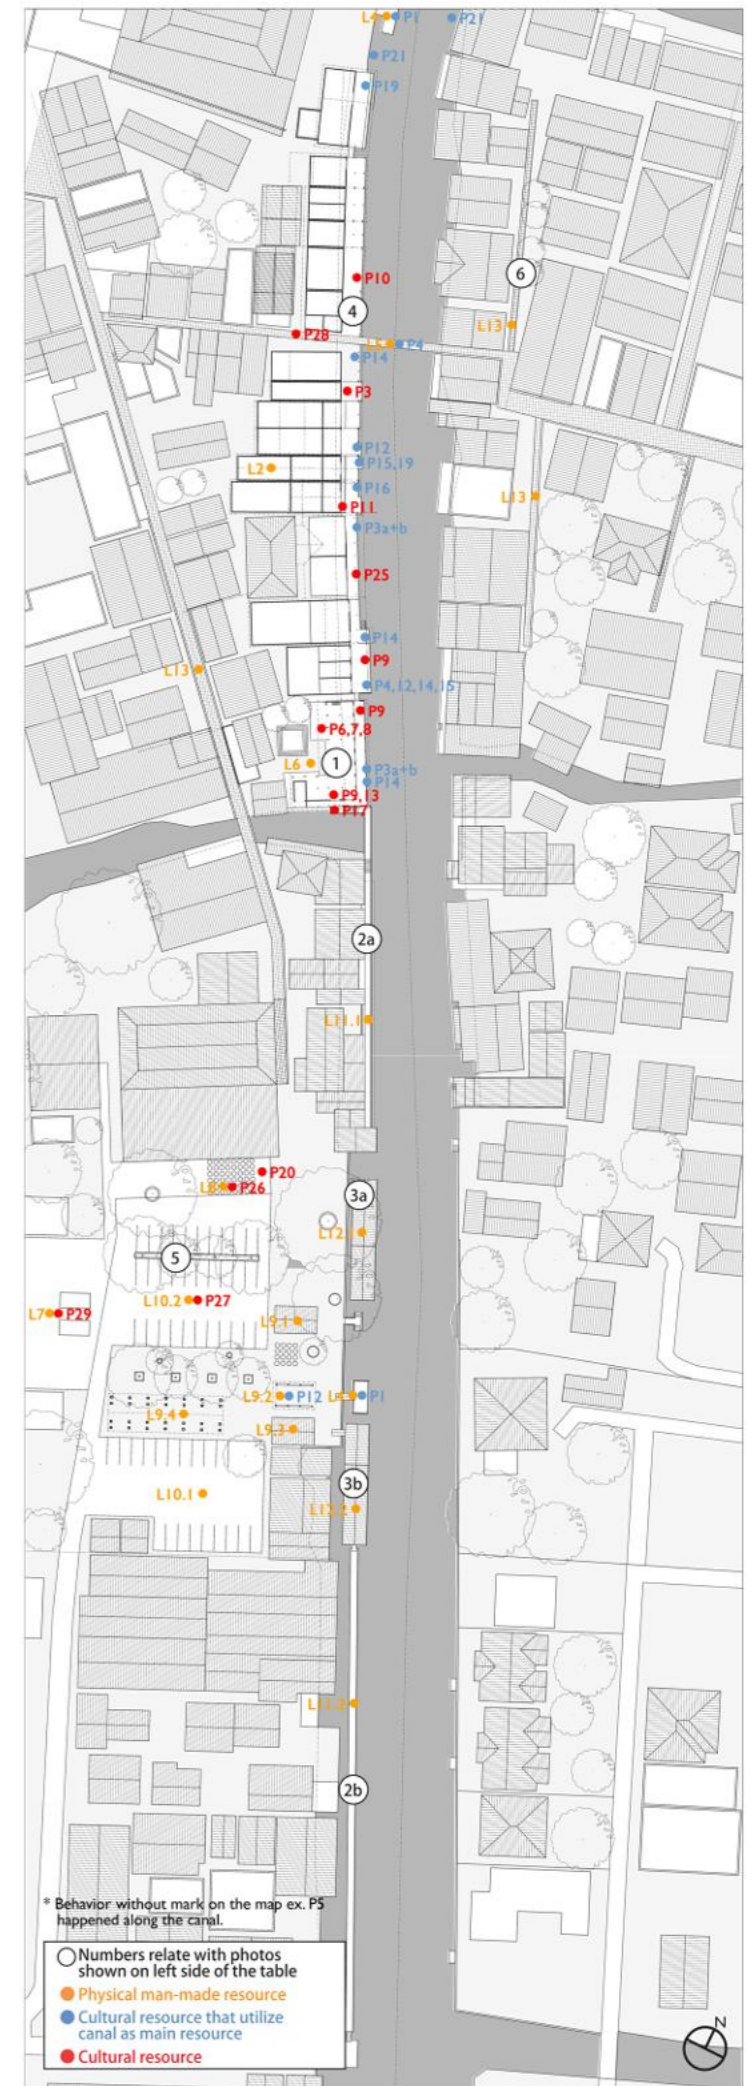 L4 P1 P21
P21
P19
P10
6
4
L13
P28
L5 P4
P14
P3
P12
P15,19
L2
P16
L13
P11
P3a+b
P25
P14
P9
L13
P4,12,14,15
P9
P6,7,8
L6
1
P3a+b
P14
P9,13
P17
2a
L11.1
P20
L8 P26
3a
L12.1
5
L10.2 P27
L7 P29
L9.1
L9.2 P12 L4 P1
L9.4
L9.3
3b
L10.1
L12.2
L11.2
2b
* Behavior without mark on the map ex. P5
happened along the canal.
Numbers relate with photos
shown on left side of the table
Physical man-made resource
Cultural resource that utilize
canal as main resource
Cultural resource
N